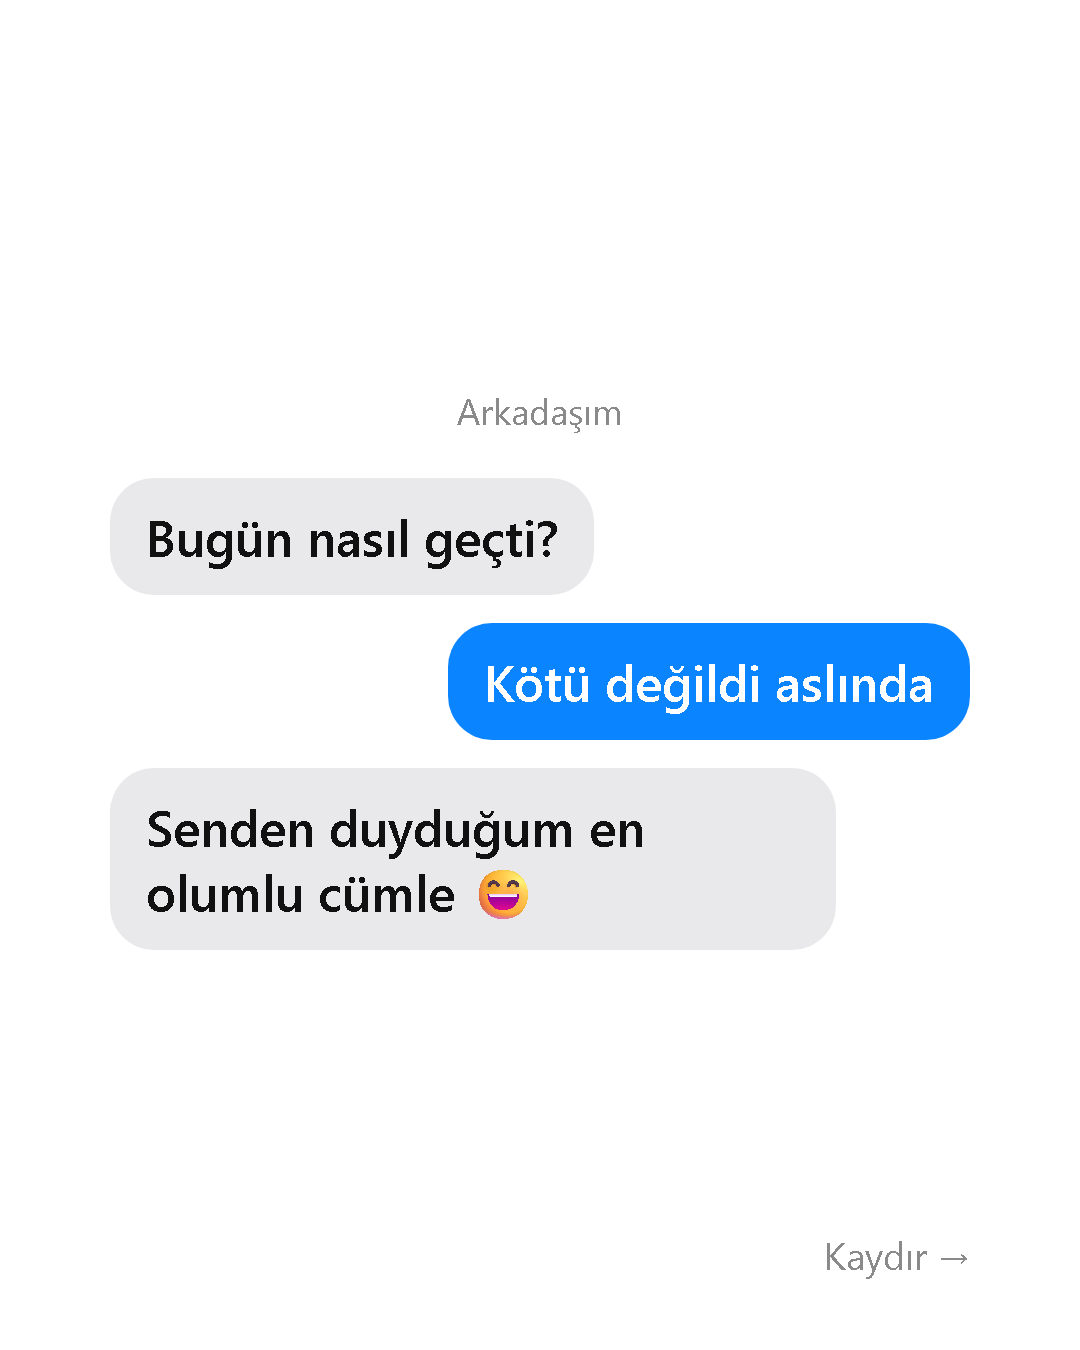 Arkadaşım
Bugün nasıl geçti?
Kötü değildi aslında
Senden duyduğum en
olumlu cümle 😄
Kaydır →